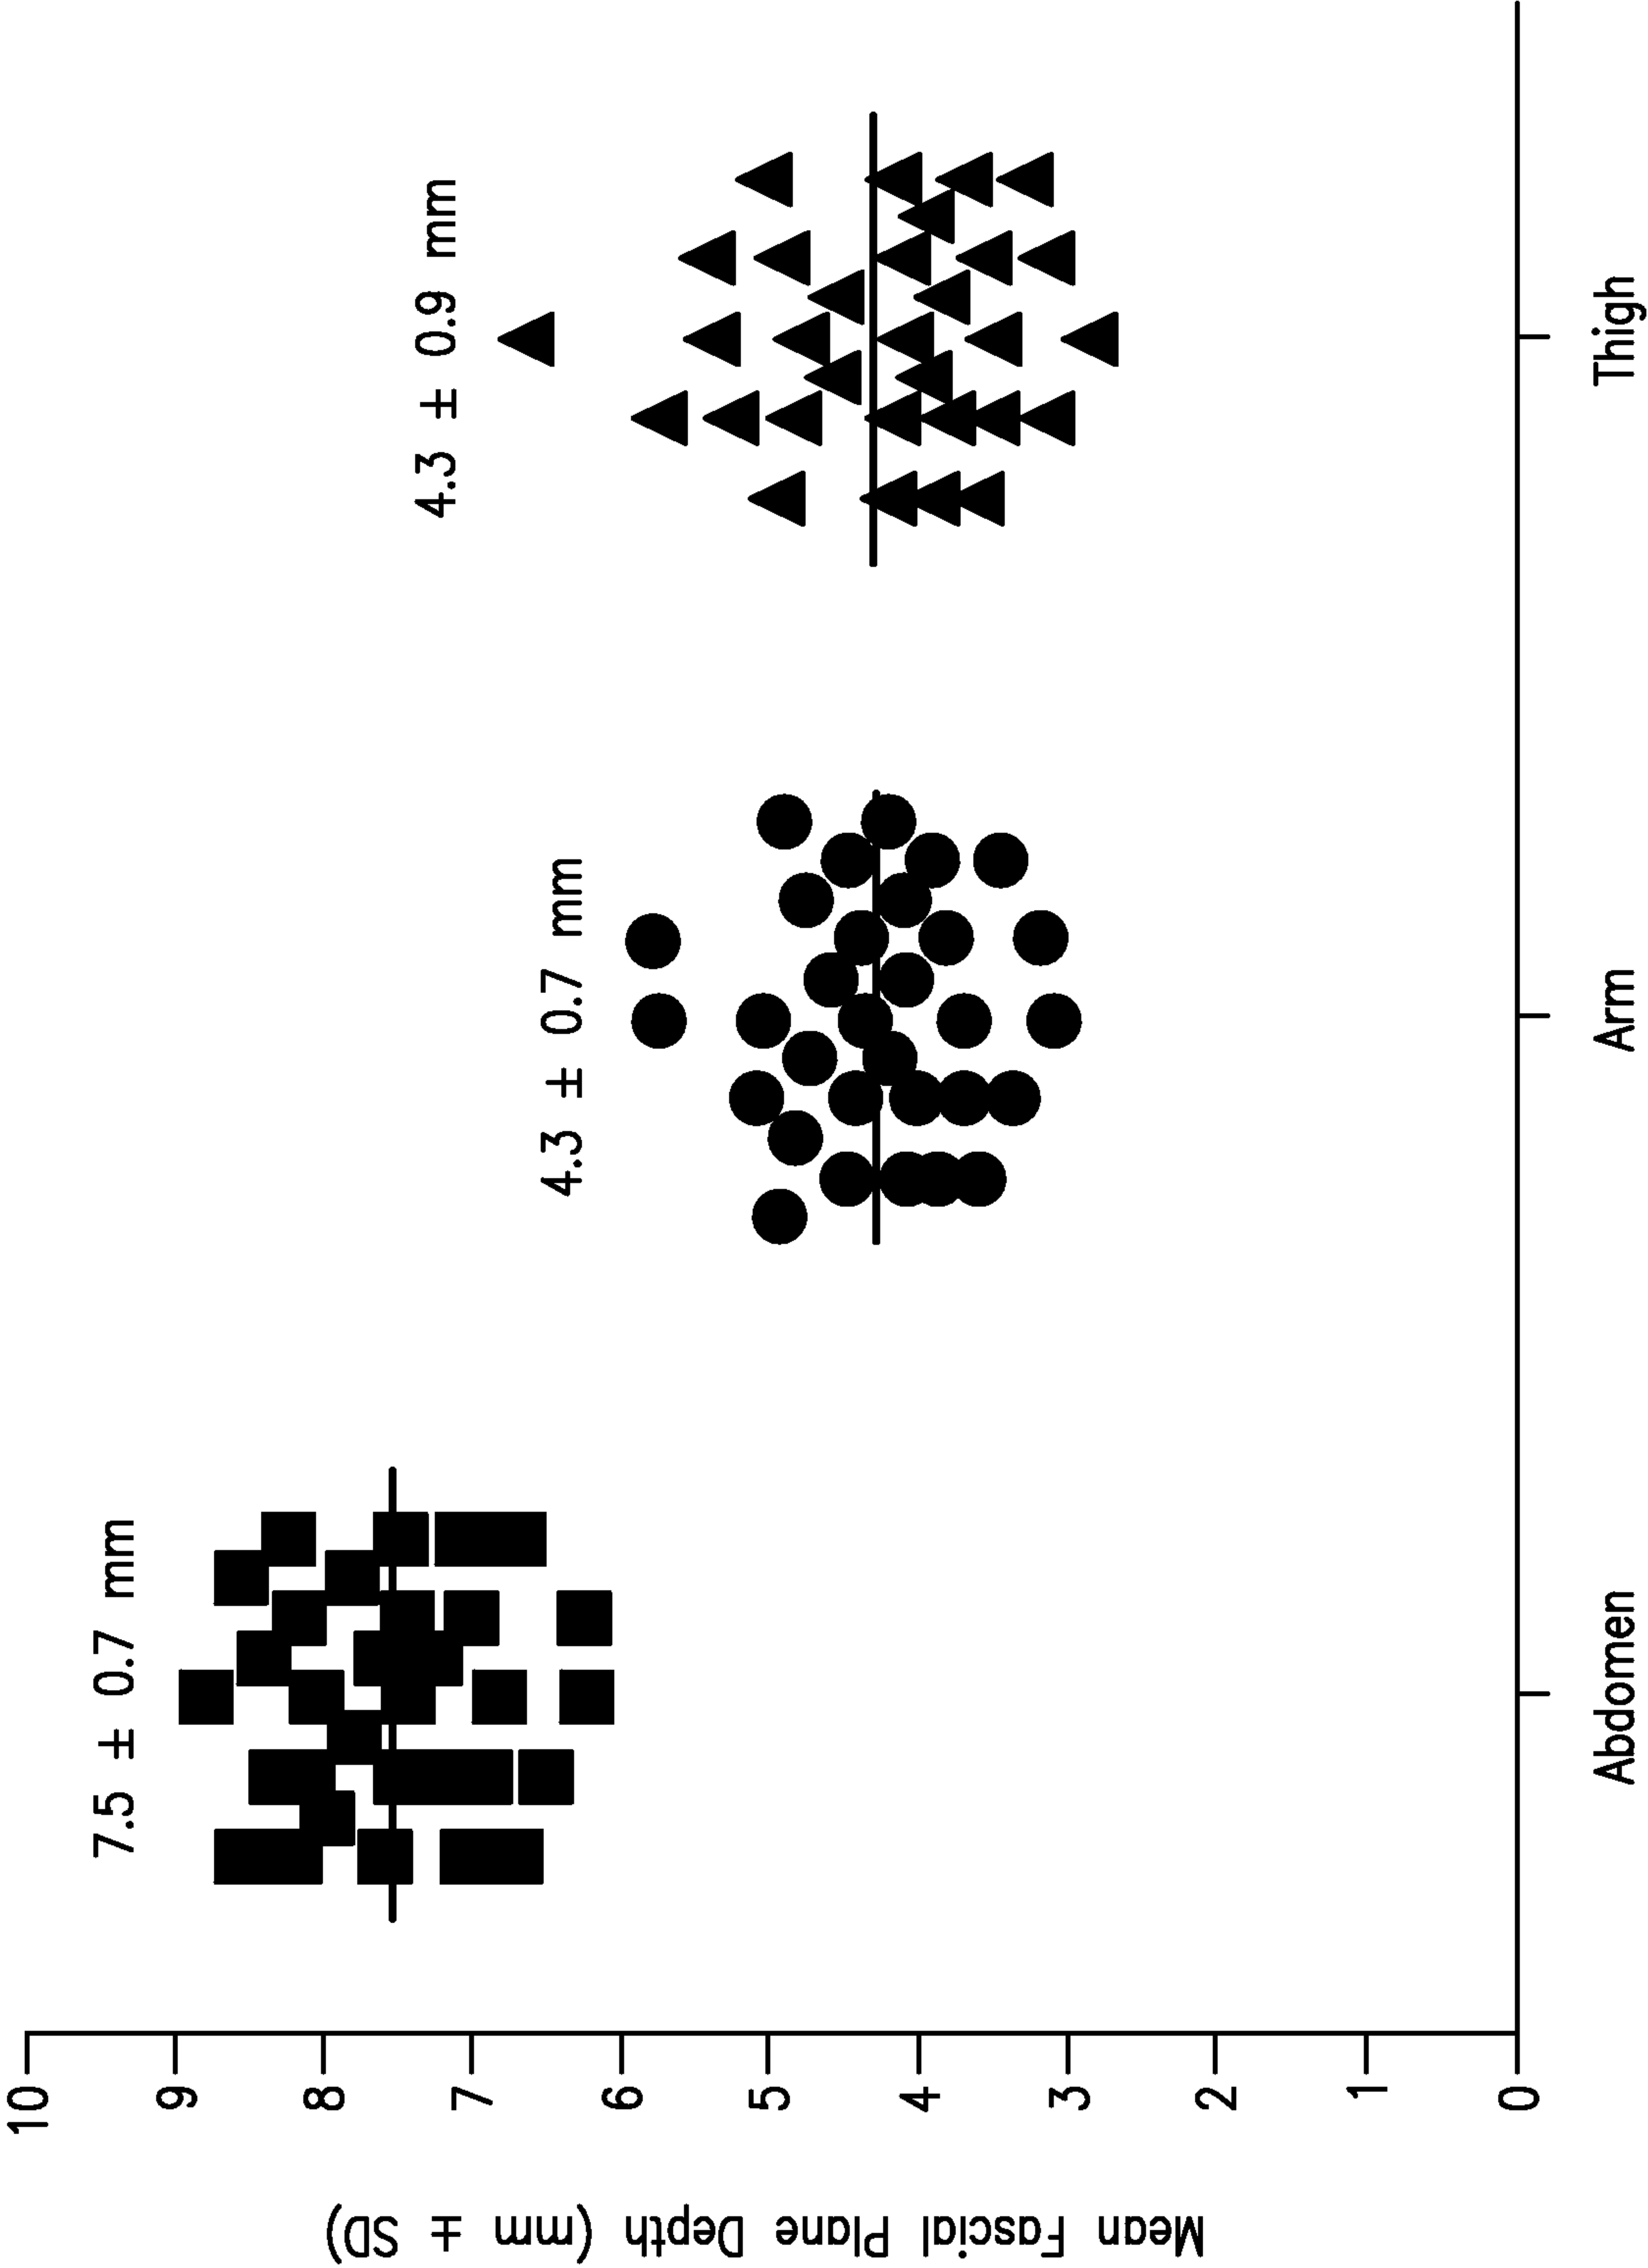 Mean Fascial Plane Depth (mm ± SD)
10
9
8
7
6
5
4
3
2
1
0
7.5 ± 0.7 mm
4.3 ± 0.7 mm
4.3 ± 0.9 mm
Abdomen
Arm
Thigh